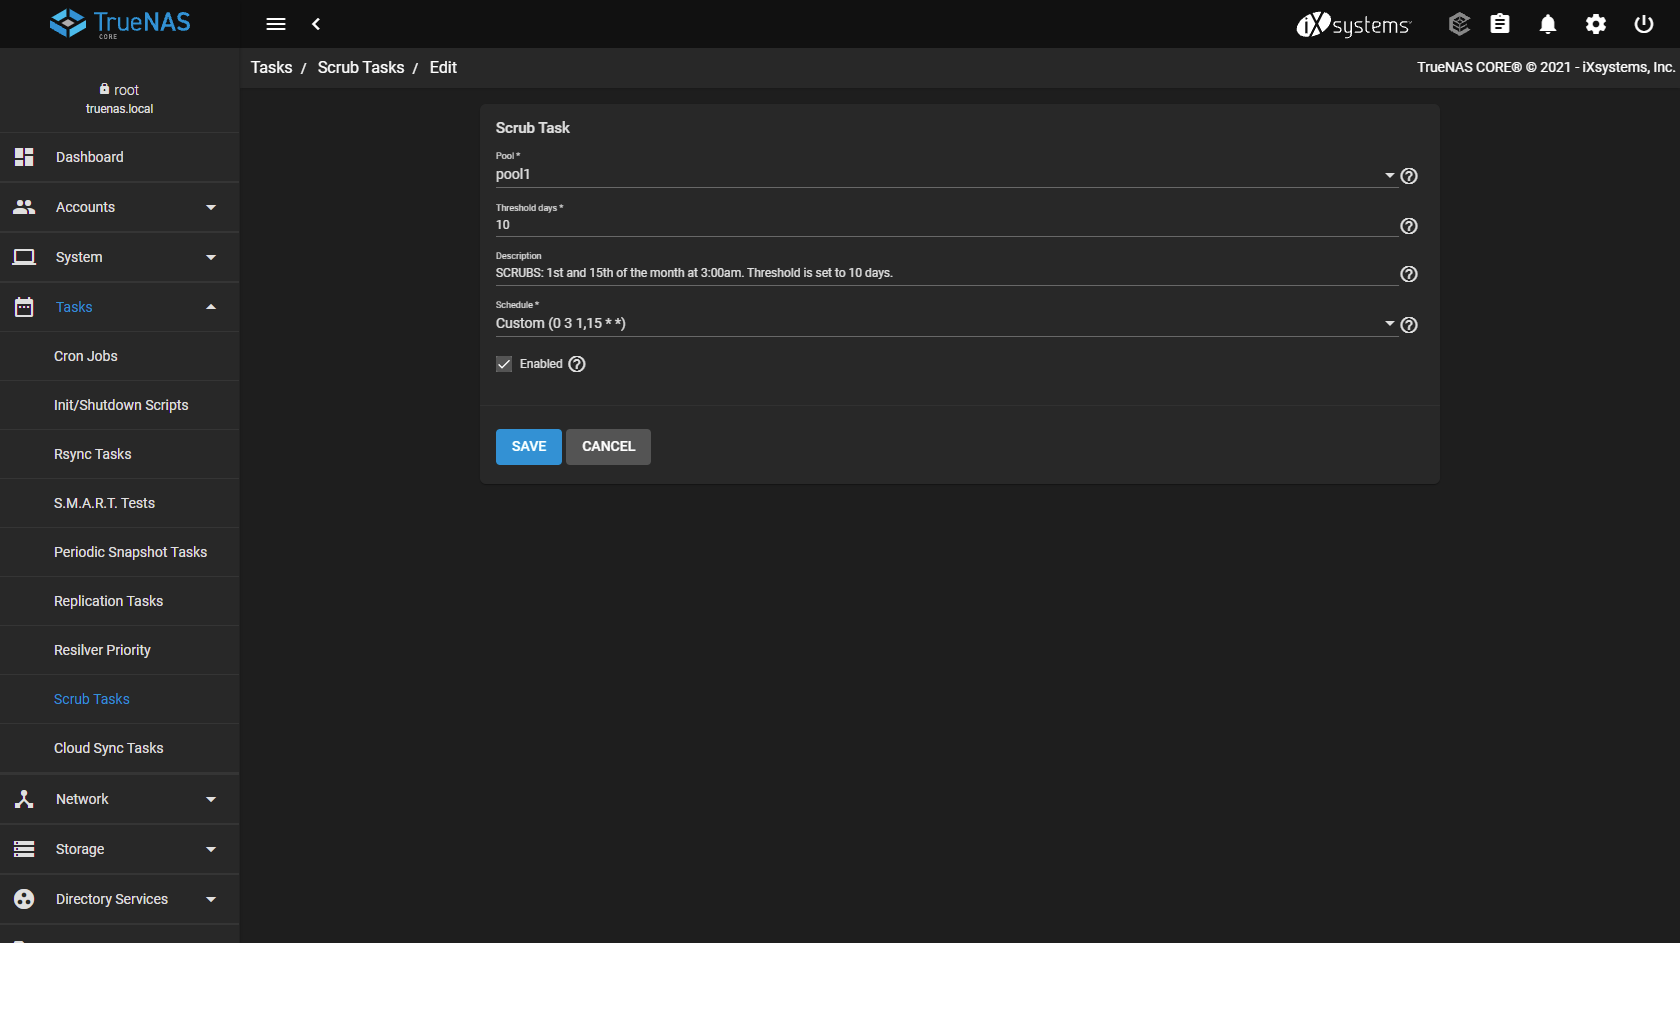 TrueNAS
CORE
iXsystems
Tasks / Scrub Tasks / Edit
TrueNAS CORE® © 2021 - iXsystems, Inc.
root
truenas.local
Dashboard
Accounts
System
Tasks
Cron Jobs
Init/Shutdown Scripts
Rsync Tasks
S.M.A.R.T. Tests
Periodic Snapshot Tasks
Replication Tasks
Resilver Priority
Scrub Tasks
Cloud Sync Tasks
Network
Storage
Directory Services
Scrub Task
Pool *
pool1
Threshold days *
10
Description
SCRUBS: 1st and 15th of the month at 3:00am. Threshold is set to 10 days.
Schedule *
Custom (0 3 1,15 * *)
Enabled
SAVE CANCEL